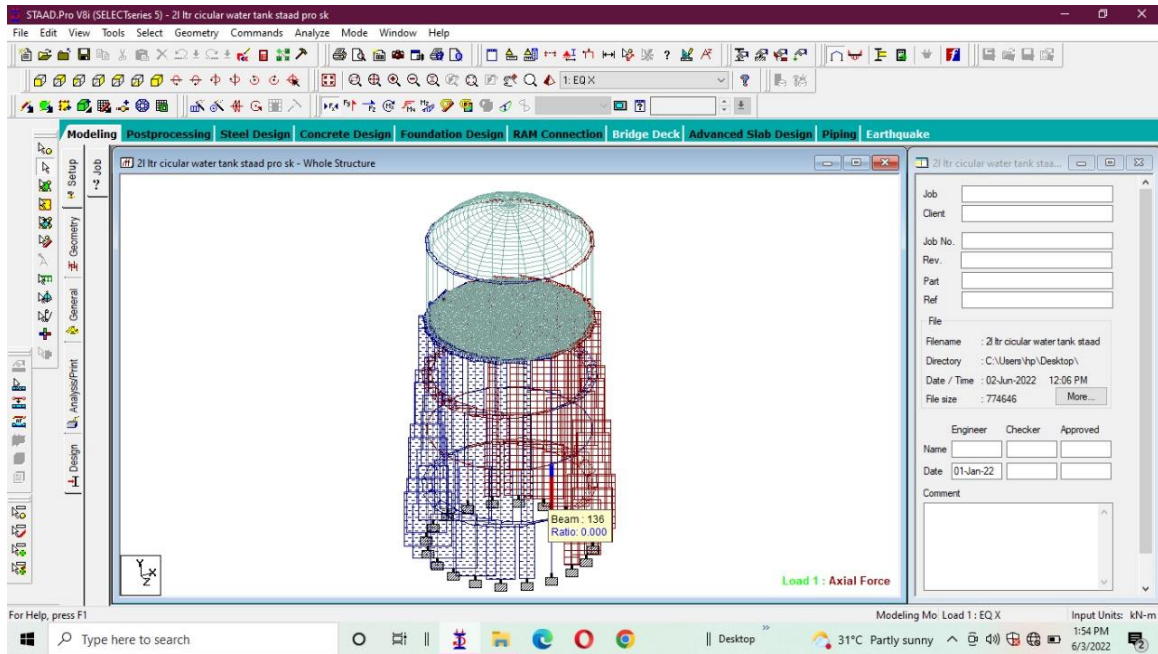 STAAD.Pro V8i (SELECTseries 5) - 2l ltr cicular water tank staad pro sk
File Edit View Tools Select Geometry Commands Analyze Mode Window Help
1: EQ X
Modeling Postprocessing Steel Design Concrete Design Foundation Design RAM Connection Bridge Deck Advanced Slab Design Piping Earthquake
Job
? 
Setup
Geometry
General
Analysis/Print
Design
2l ltr cicular water tank staad pro sk - Whole Structure
Beam : 136
Ratio: 0.000
Y
X
Z
Load 1 : Axial Force
2l ltr cicular water tank staa...
Job
Client
Job No.
Rev.
Part
Ref
File
Filename : 2l ltr cicular water tank staad
Directory : C:\Users\hp\Desktop\
Date / Time : 02-Jun-2022 12:06 PM
File size : 774646 More...
Engineer Checker Approved
Name
Date 01-Jan-22
Comment
For Help, press F1
Modeling Mo Load 1 : EQ X Input Units: kN-m
Type here to search
Desktop
31°C Partly sunny
1:54 PM
6/3/2022
2